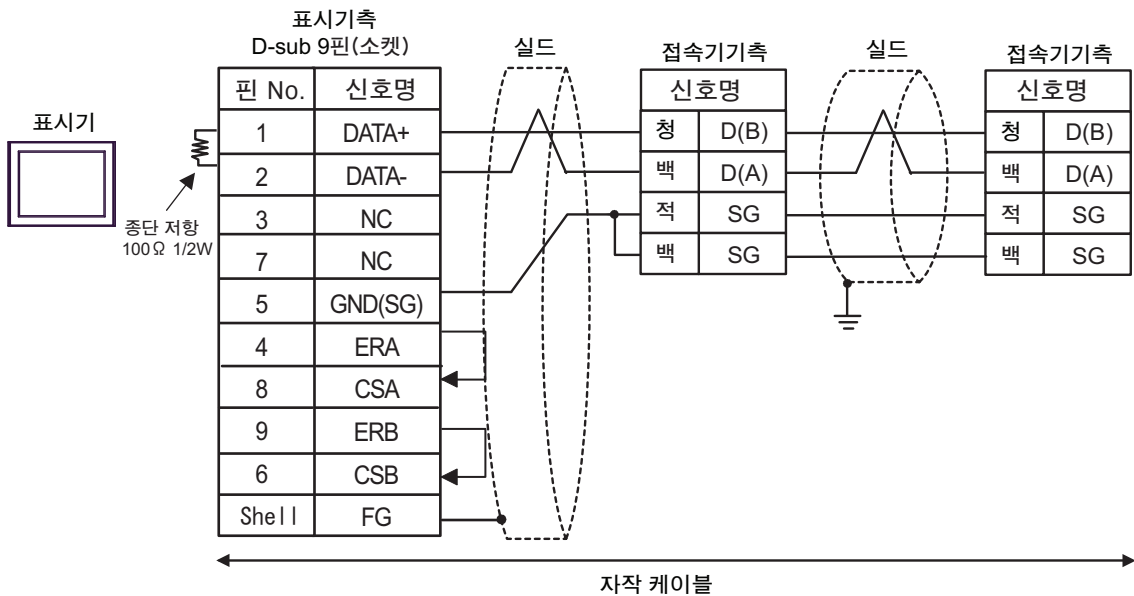 표시기측
D-sub 9핀(소켓)
실드
접속기기측
실드
접속기기측
표시기
핀 No. 신호명
1 DATA+
2 DATA-
3 NC
7 NC
5 GND(SG)
4 ERA
8 CSA
9 ERB
6 CSB
Shell FG
종단 저항
100Ω 1/2W
신호명
청 D(B)
백 D(A)
적 SG
백 SG
신호명
청 D(B)
백 D(A)
적 SG
백 SG
자작 케이블